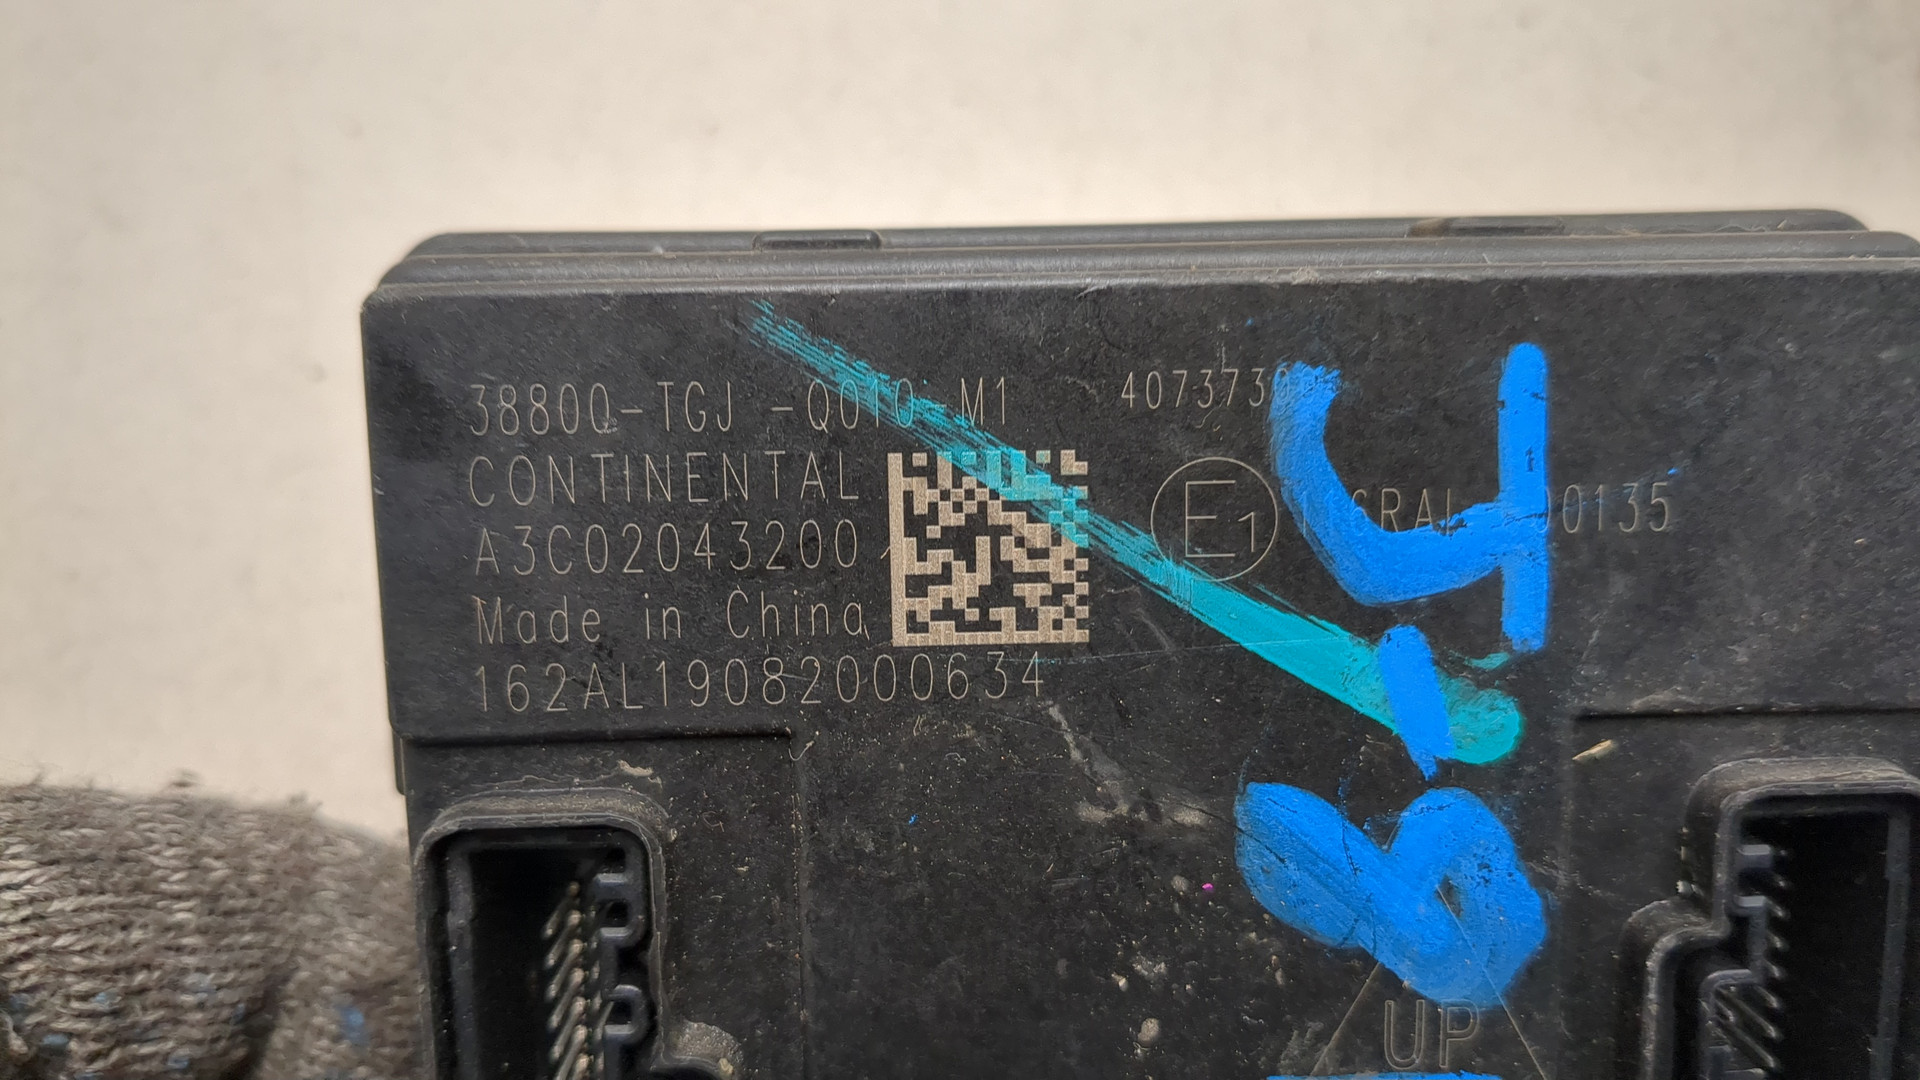 38800-TGJ -Q010-M1
CONTINENTAL
A3C02043200
Made in China
162AL19082000634
E1
UP